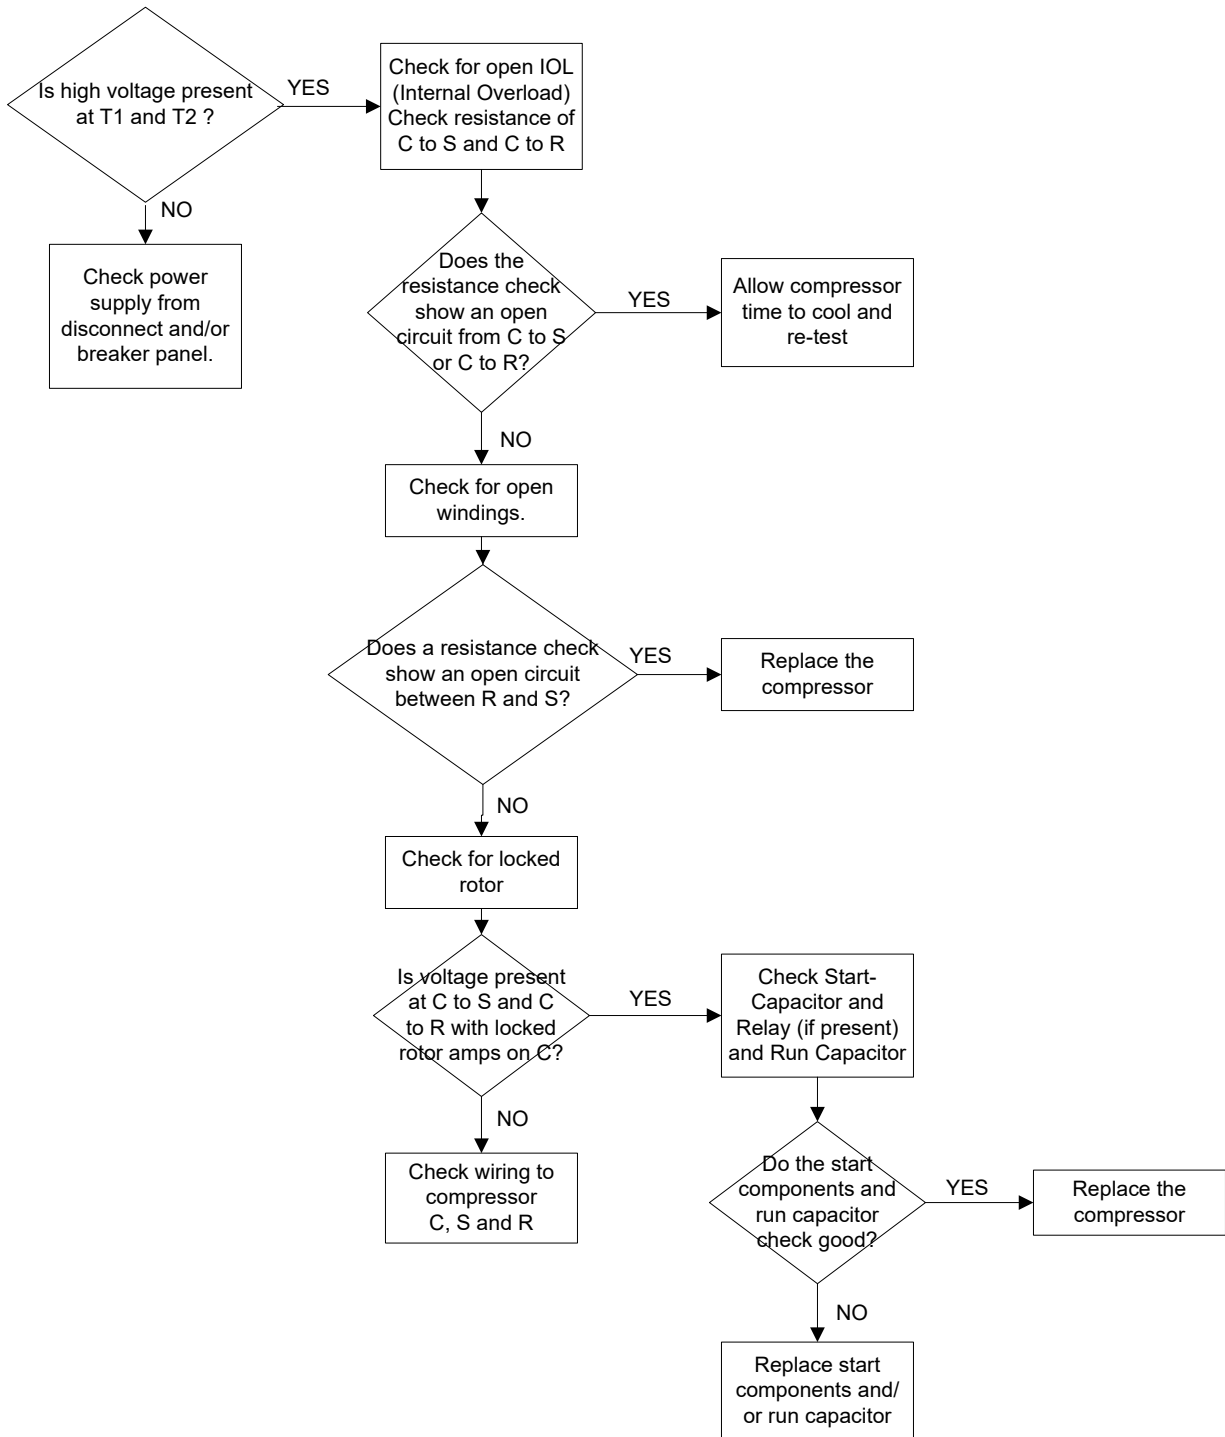 Is high voltage present
at T1 and T2 ?
YES
Check for open IOL
(Internal Overload)
Check resistance of
C to S and C to R
NO
Check power
supply from
disconnect and/or
breaker panel.
Does the
resistance check
show an open
circuit from C to S
or C to R?
YES
Allow compressor
time to cool and
re-test
NO
Check for open
windings.
Does a resistance check
show an open circuit
between R and S?
YES
Replace the
compressor
NO
Check for locked
rotor
Is voltage present
at C to S and C
to R with locked
rotor amps on C?
YES
Check Start-
Capacitor and
Relay (if present)
and Run Capacitor
NO
Check wiring to
compressor
C, S and R
Do the start
components and
run capacitor
check good?
YES
Replace the
compressor
NO
Replace start
components and/
or run capacitor